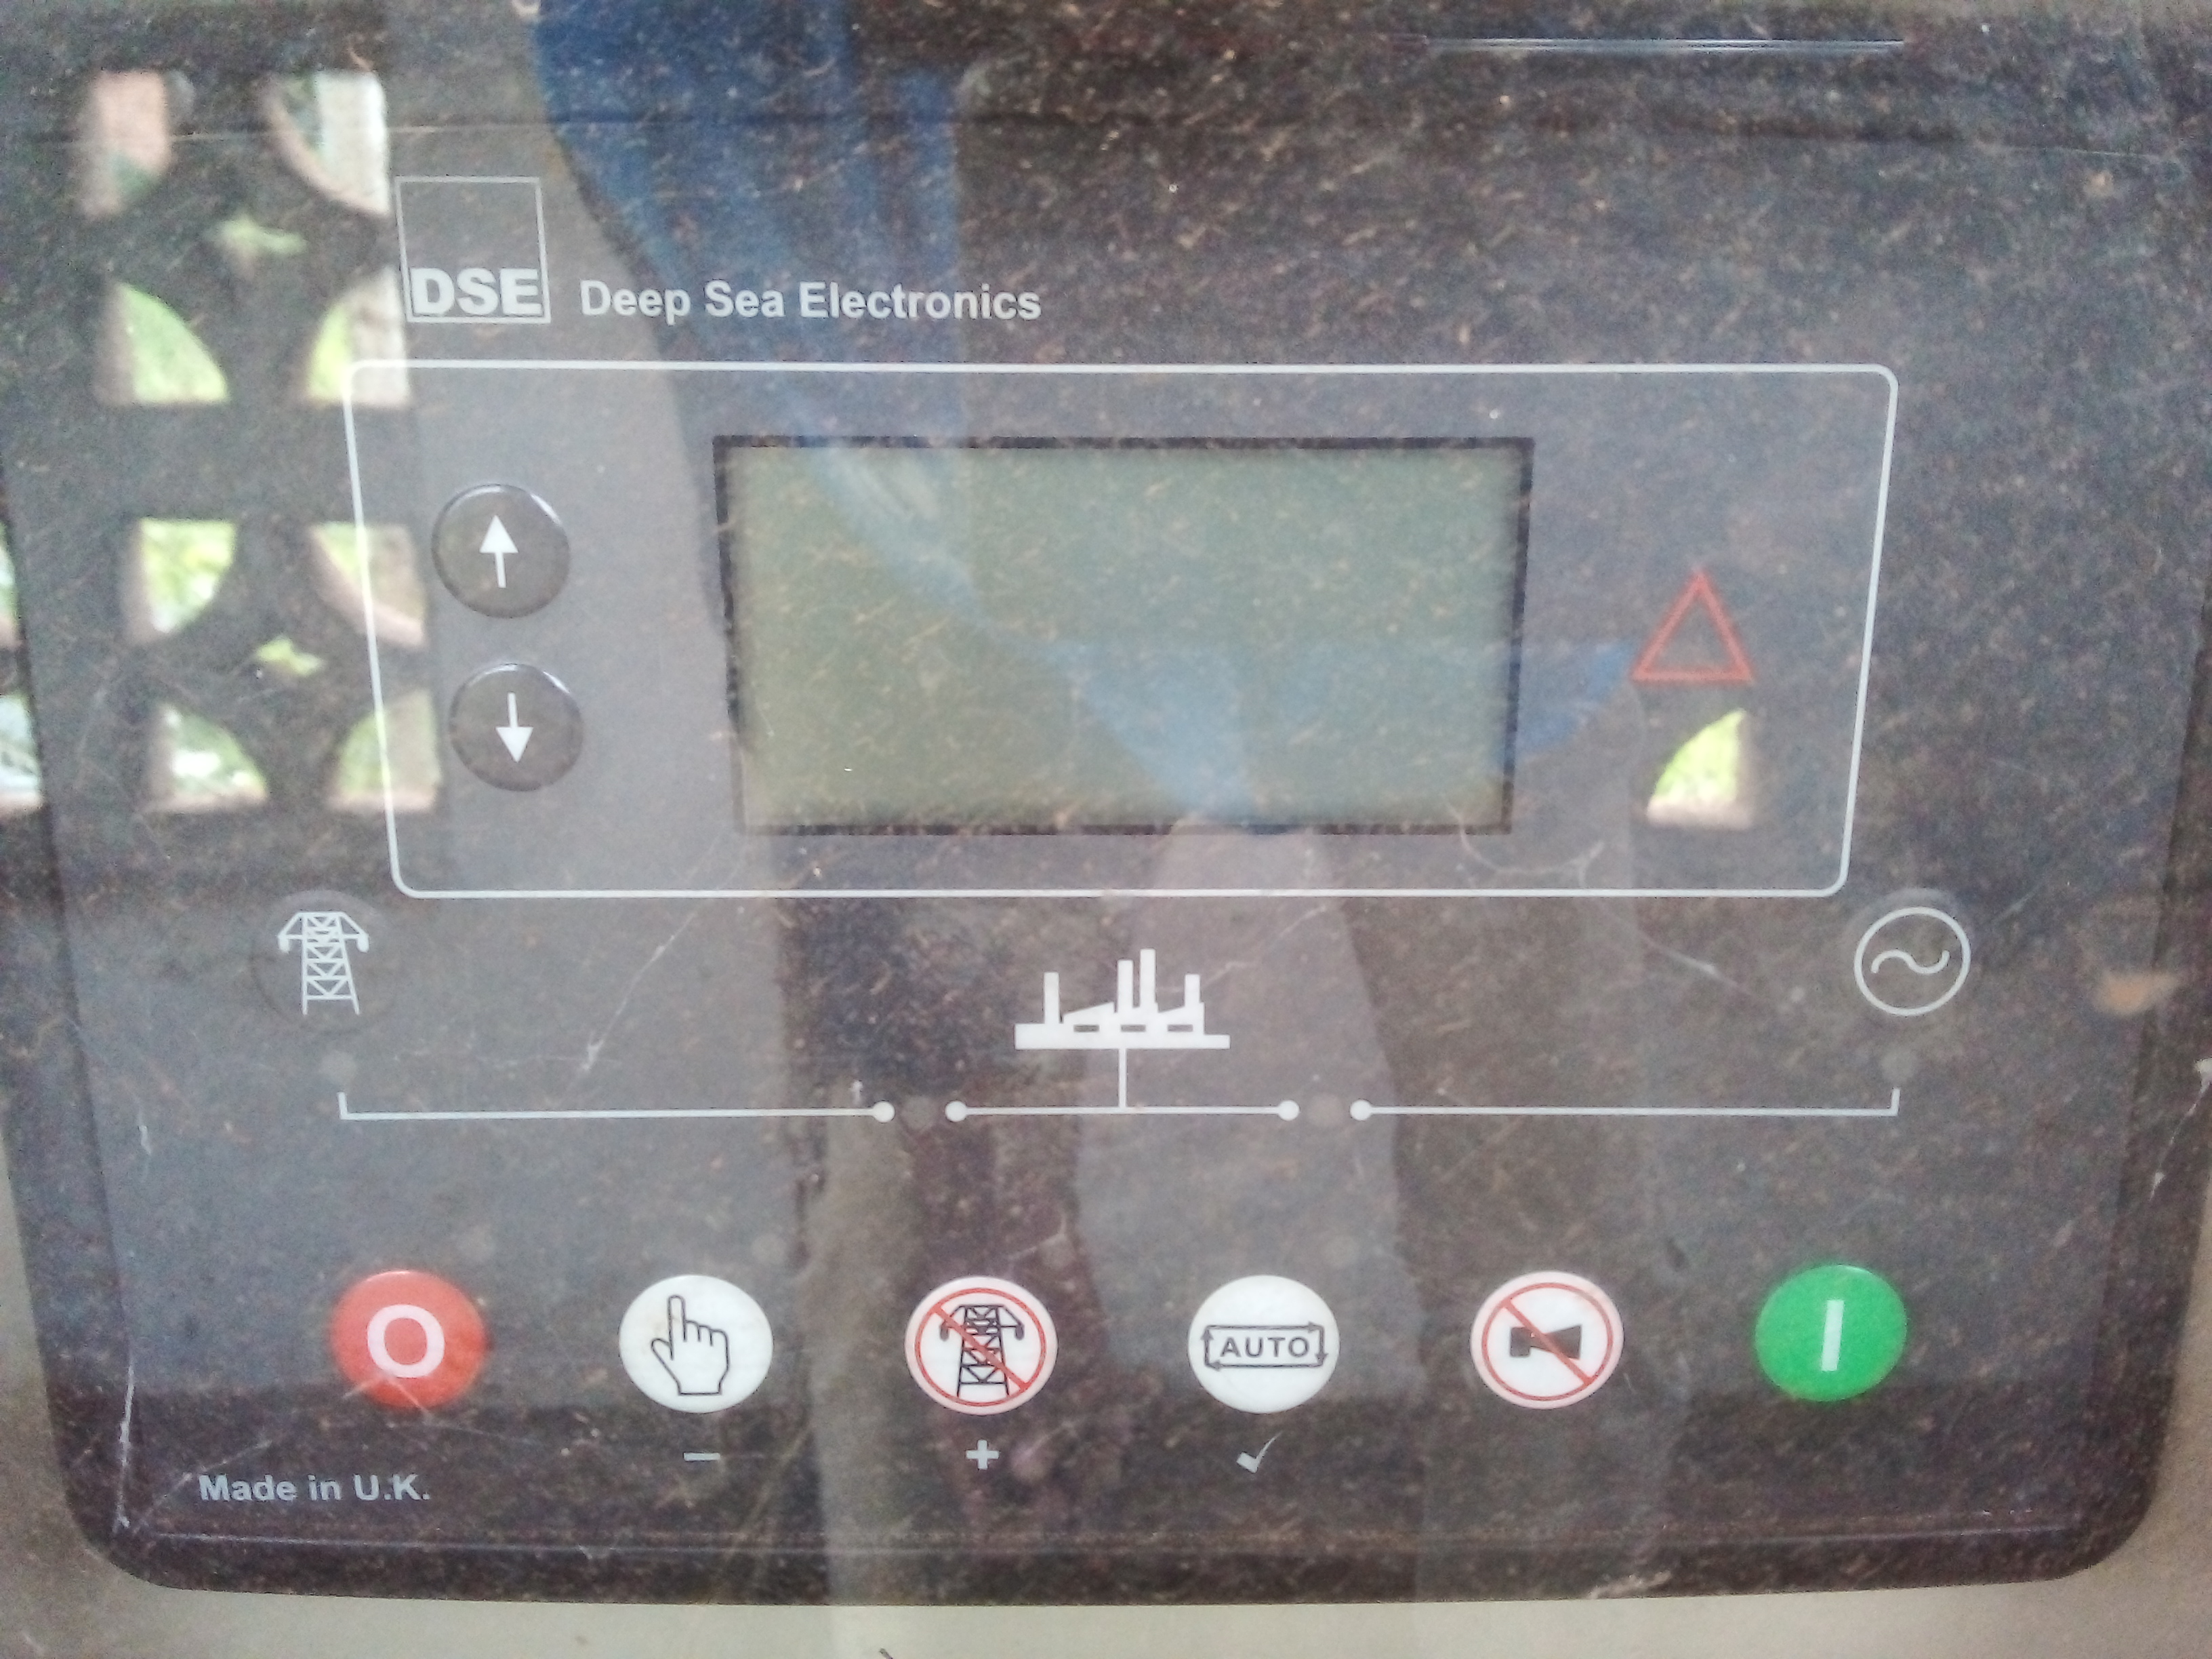 DSE Deep Sea Electronics
O
AUTO
I
− + ✓
Made in U.K.